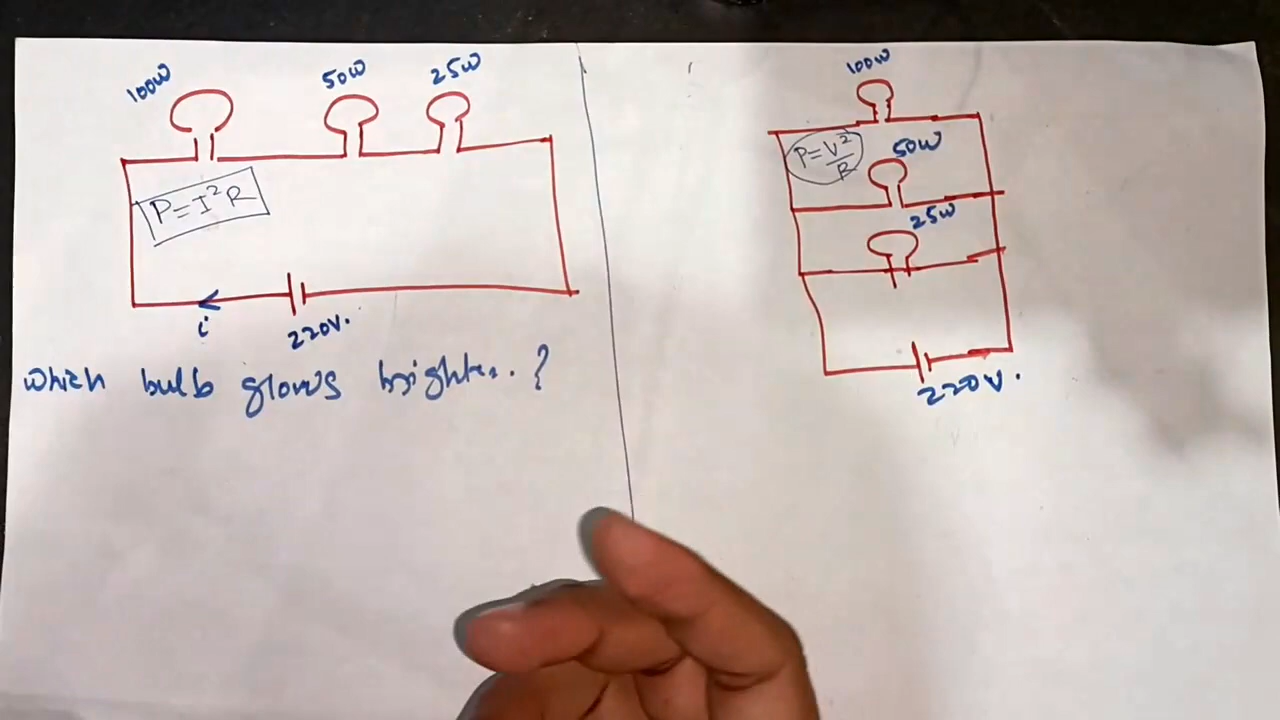 100W 50W 25W
P=I²R
i
220V.
which bulb glows brighter. ?
100W
P=V²/R
50W
25W
220V.